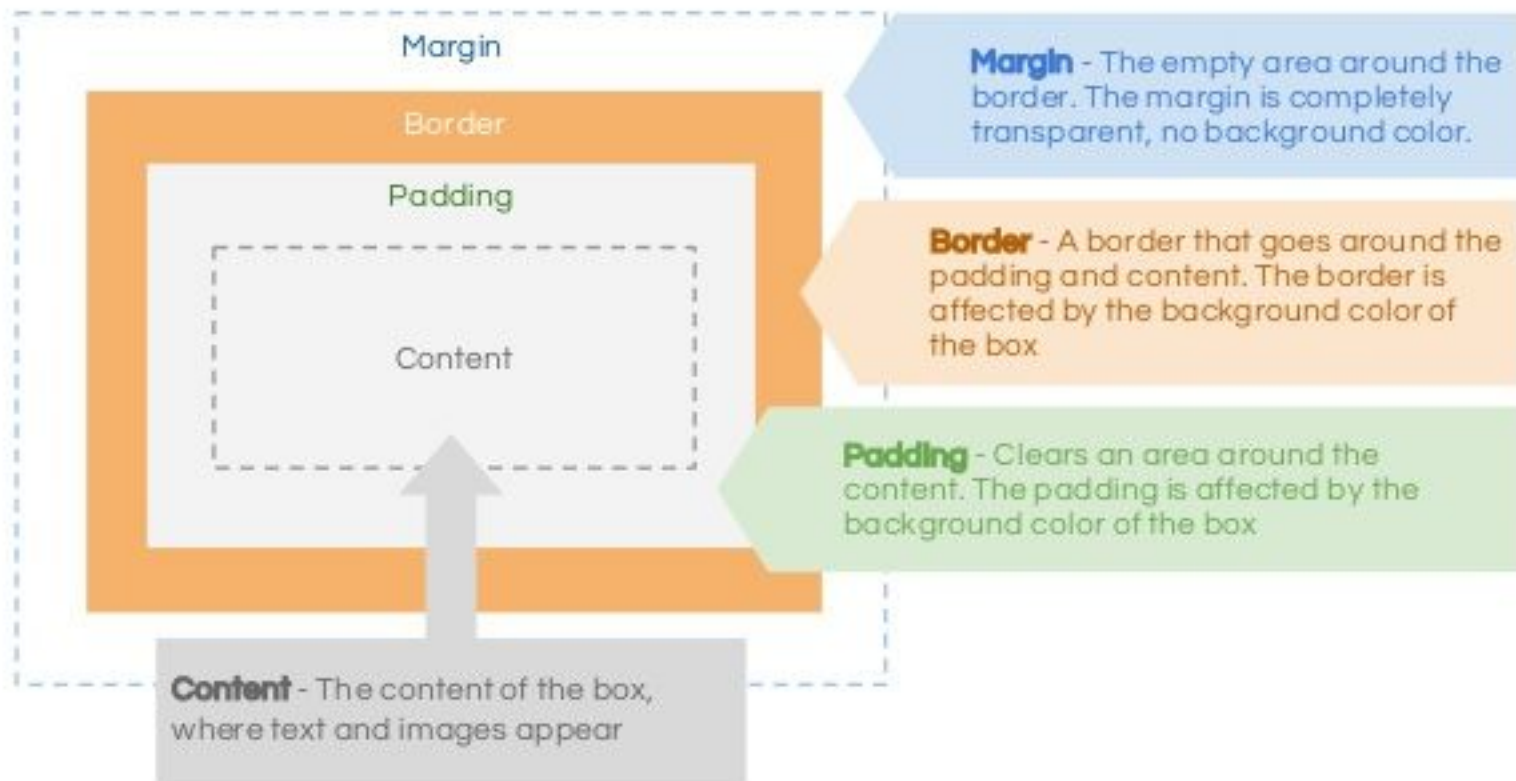 Margin
Border
Padding
Content
Margin - The empty area around the
border. The margin is completely
transparent, no background color.
Border - A border that goes around the
padding and content. The border is
affected by the background color of
the box
Padding - Clears an area around the
content. The padding is affected by the
background color of the box
Content - The content of the box,
where text and images appear